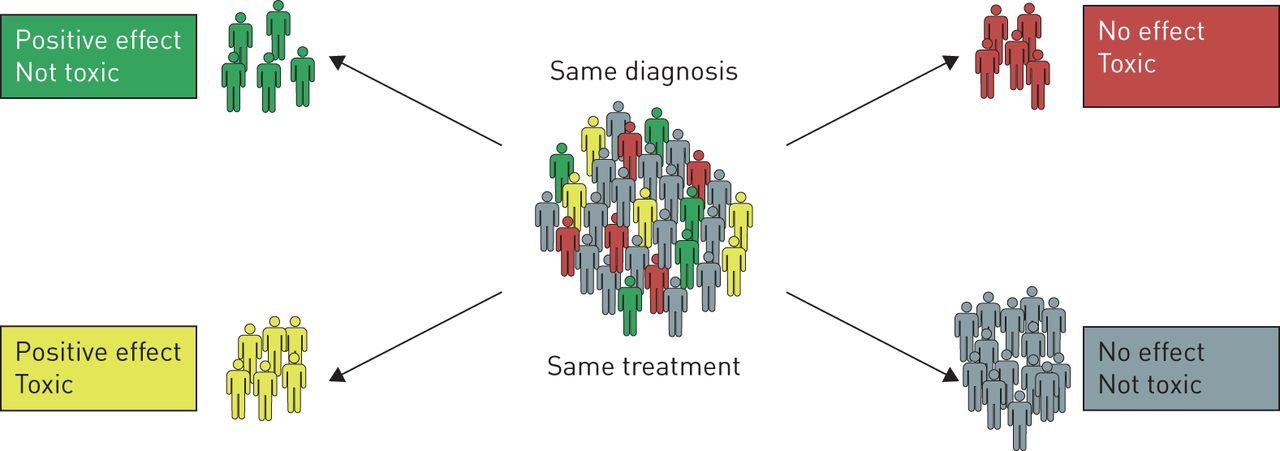 Positive effect
Not toxic
Same diagnosis
No effect
Toxic
Positive effect
Toxic
Same treatment
No effect
Not toxic